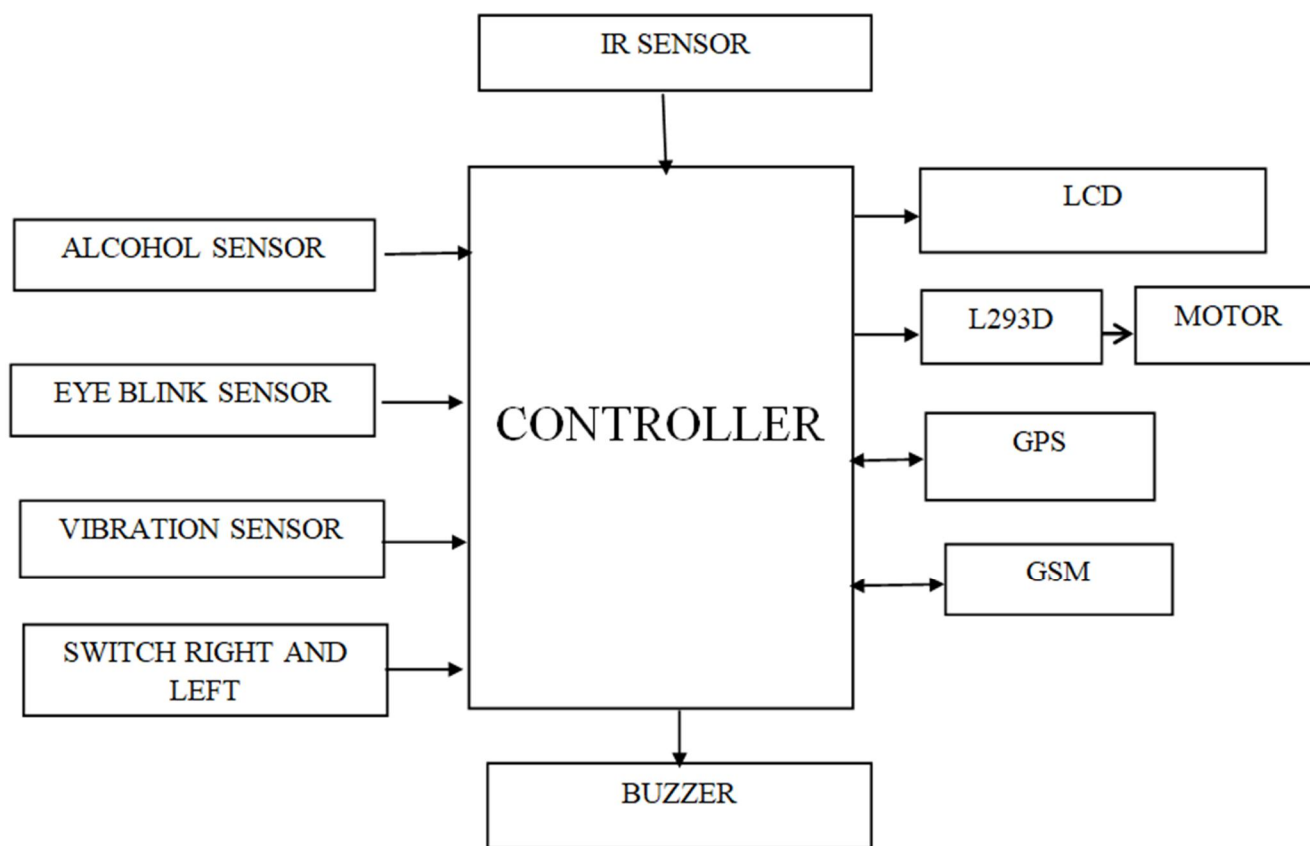 IR SENSOR
LCD
ALCOHOL SENSOR
L293D
MOTOR
EYE BLINK SENSOR
CONTROLLER
GPS
VIBRATION SENSOR
GSM
SWITCH RIGHT AND
LEFT
BUZZER